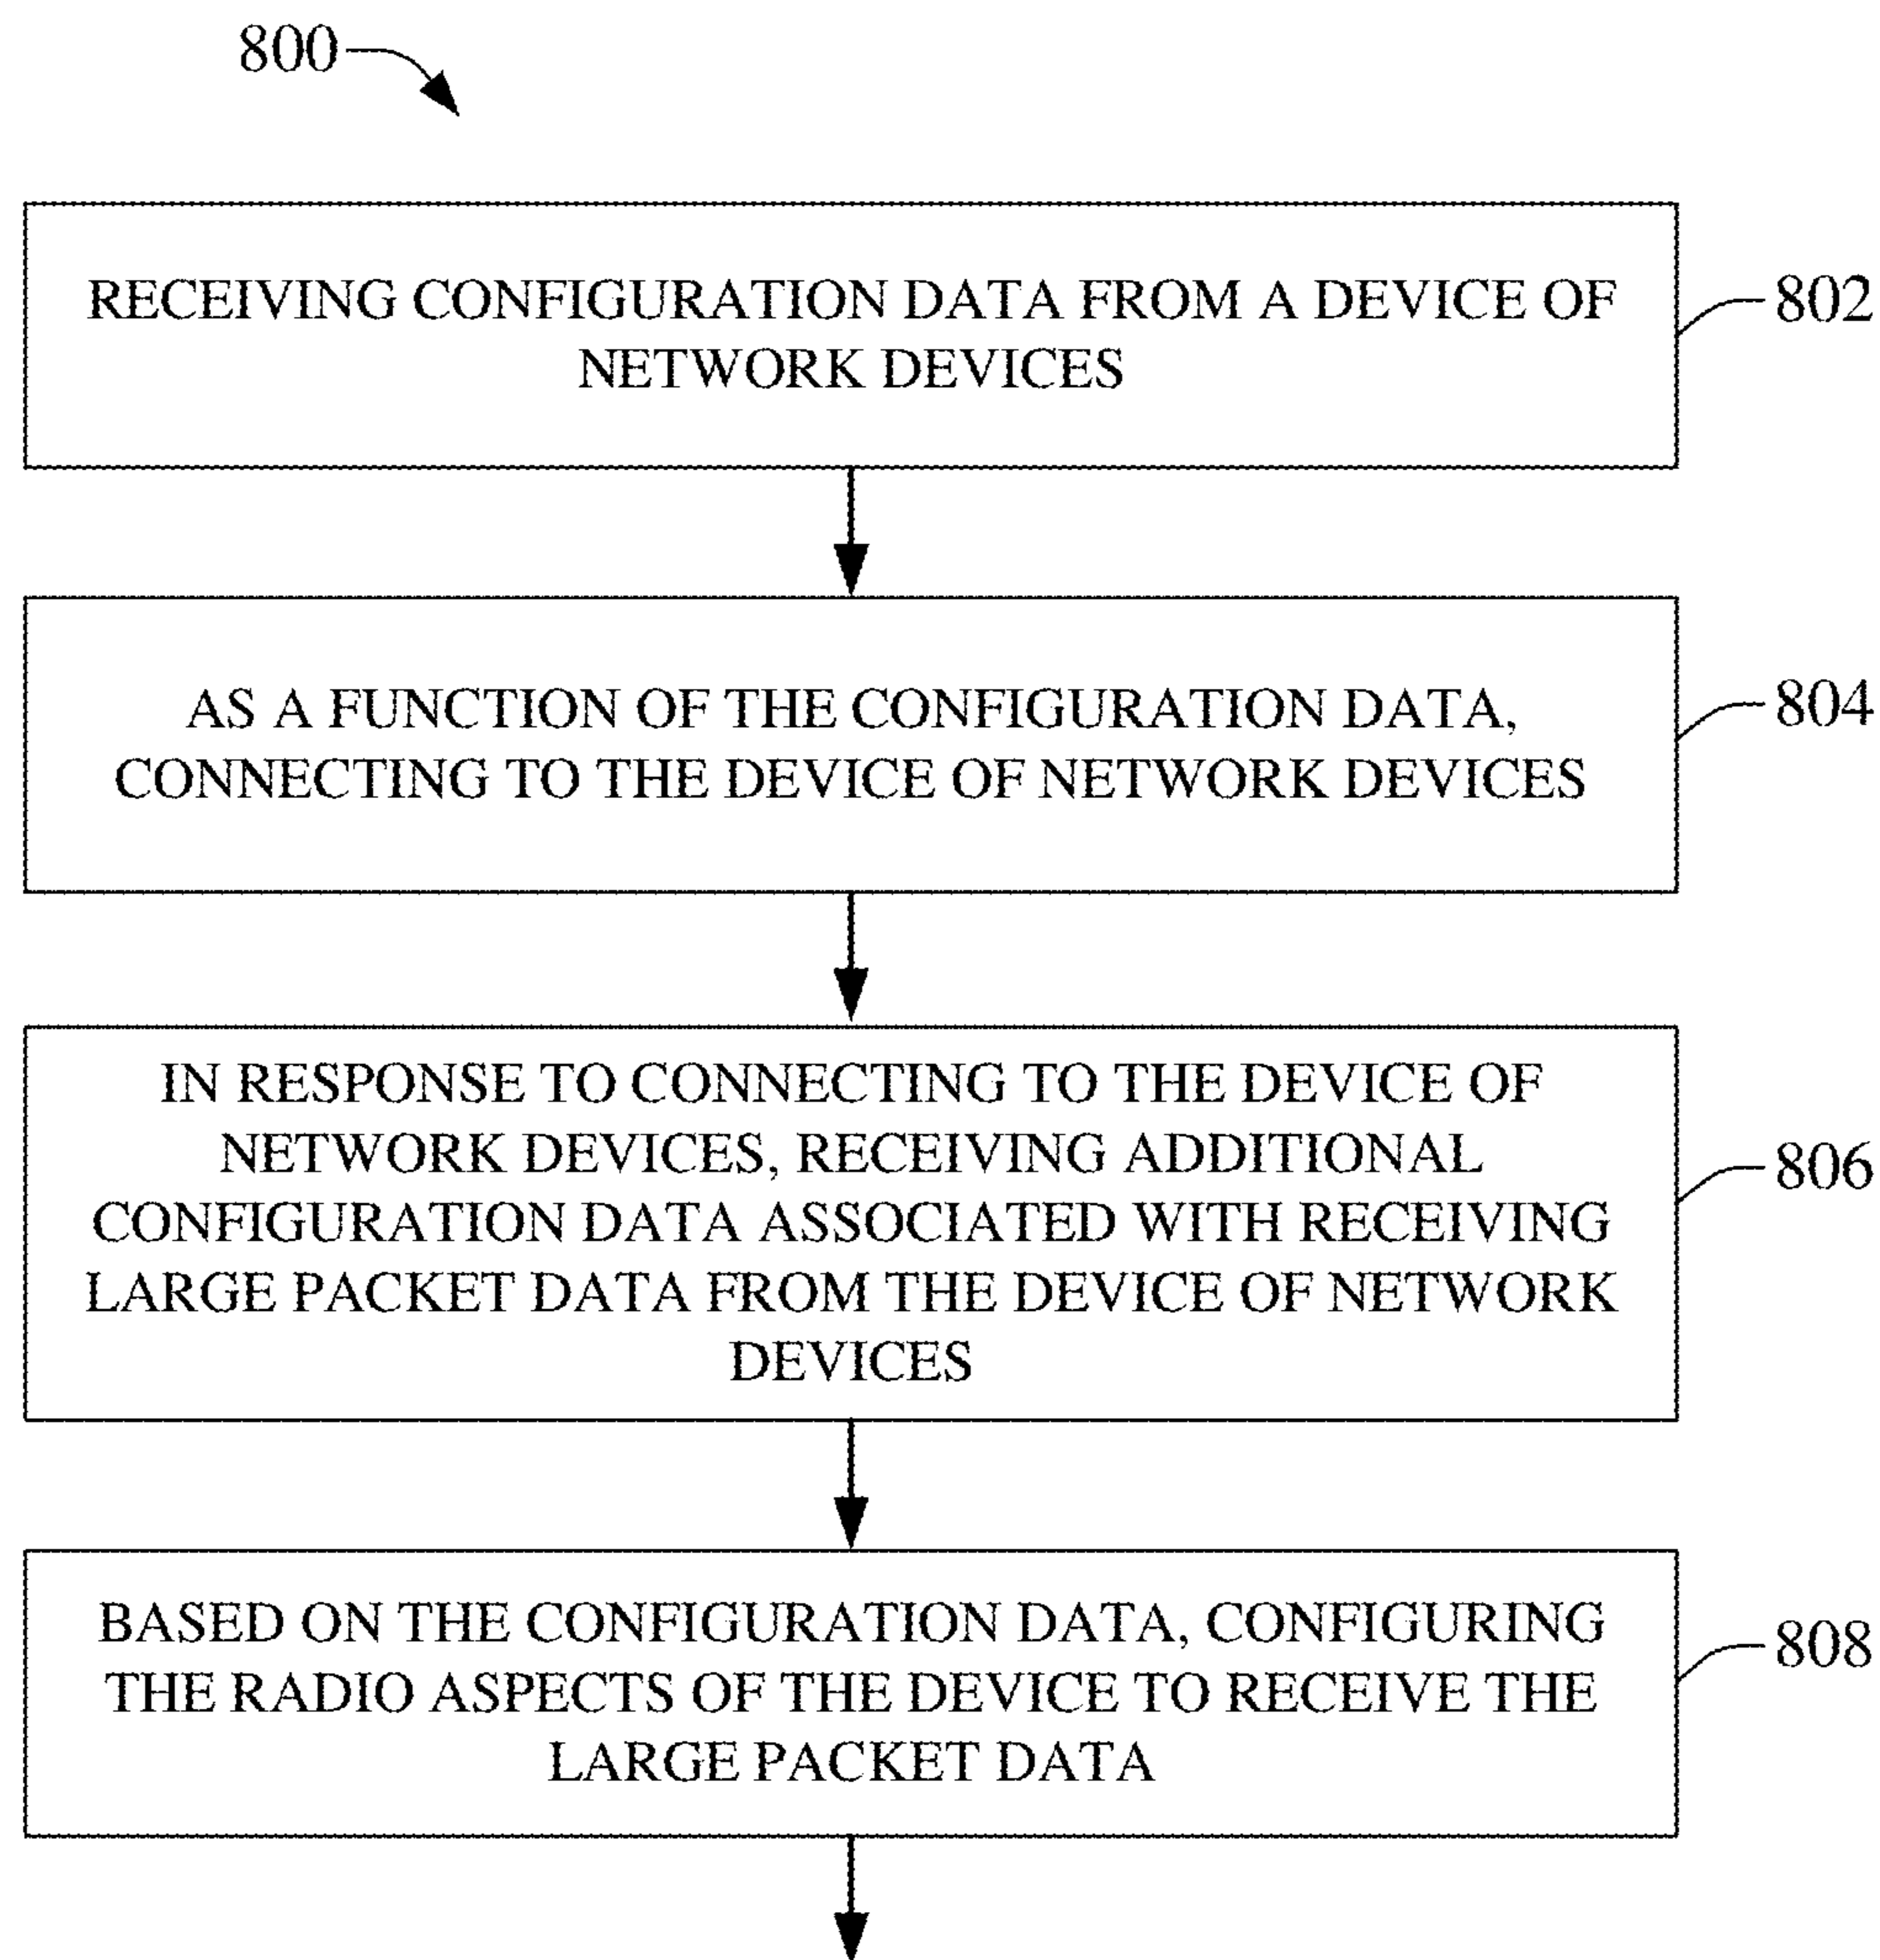 800
RECEIVING CONFIGURATION DATA FROM A DEVICE OF
NETWORK DEVICES
802
AS A FUNCTION OF THE CONFIGURATION DATA,
CONNECTING TO THE DEVICE OF NETWORK DEVICES
804
IN RESPONSE TO CONNECTING TO THE DEVICE OF
NETWORK DEVICES, RECEIVING ADDITIONAL
CONFIGURATION DATA ASSOCIATED WITH RECEIVING
LARGE PACKET DATA FROM THE DEVICE OF NETWORK
DEVICES
806
BASED ON THE CONFIGURATION DATA, CONFIGURING
THE RADIO ASPECTS OF THE DEVICE TO RECEIVE THE
LARGE PACKET DATA
808